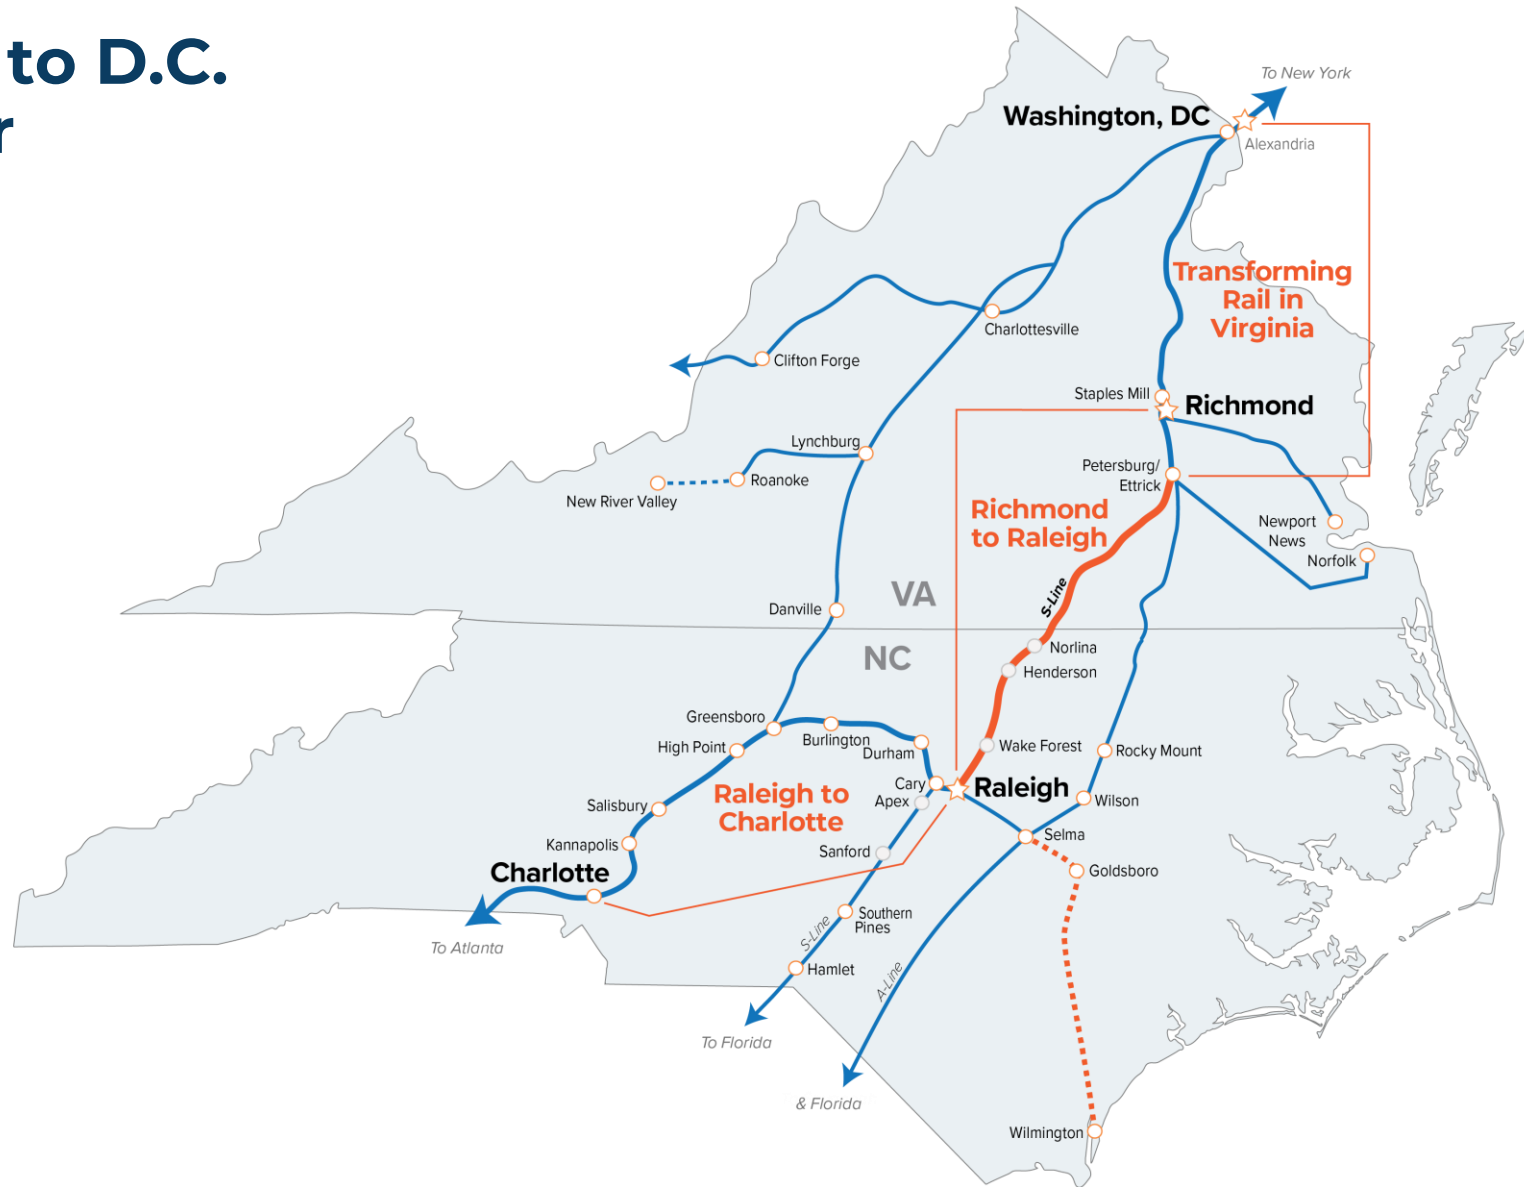 to D.C.
r
To New York
Washington, DC
Alexandria
Transforming
Rail in
Virginia
Charlottesville
Clifton Forge
Staples Mill
Richmond
Lynchburg
Roanoke
New River Valley
Petersburg/
Ettrick
Richmond
to Raleigh
Newport
News
Norfolk
S-Line
VA
Danville
NC
Norlina
Henderson
Greensboro
High Point
Burlington
Durham
Wake Forest
Rocky Mount
Cary
Apex
Raleigh
Wilson
Raleigh to
Charlotte
Salisbury
Kannapolis
Selma
Sanford
Goldsboro
Charlotte
Southern
Pines
S-Line
To Atlanta
Hamlet
A-Line
To Florida
& Florida
Wilmington